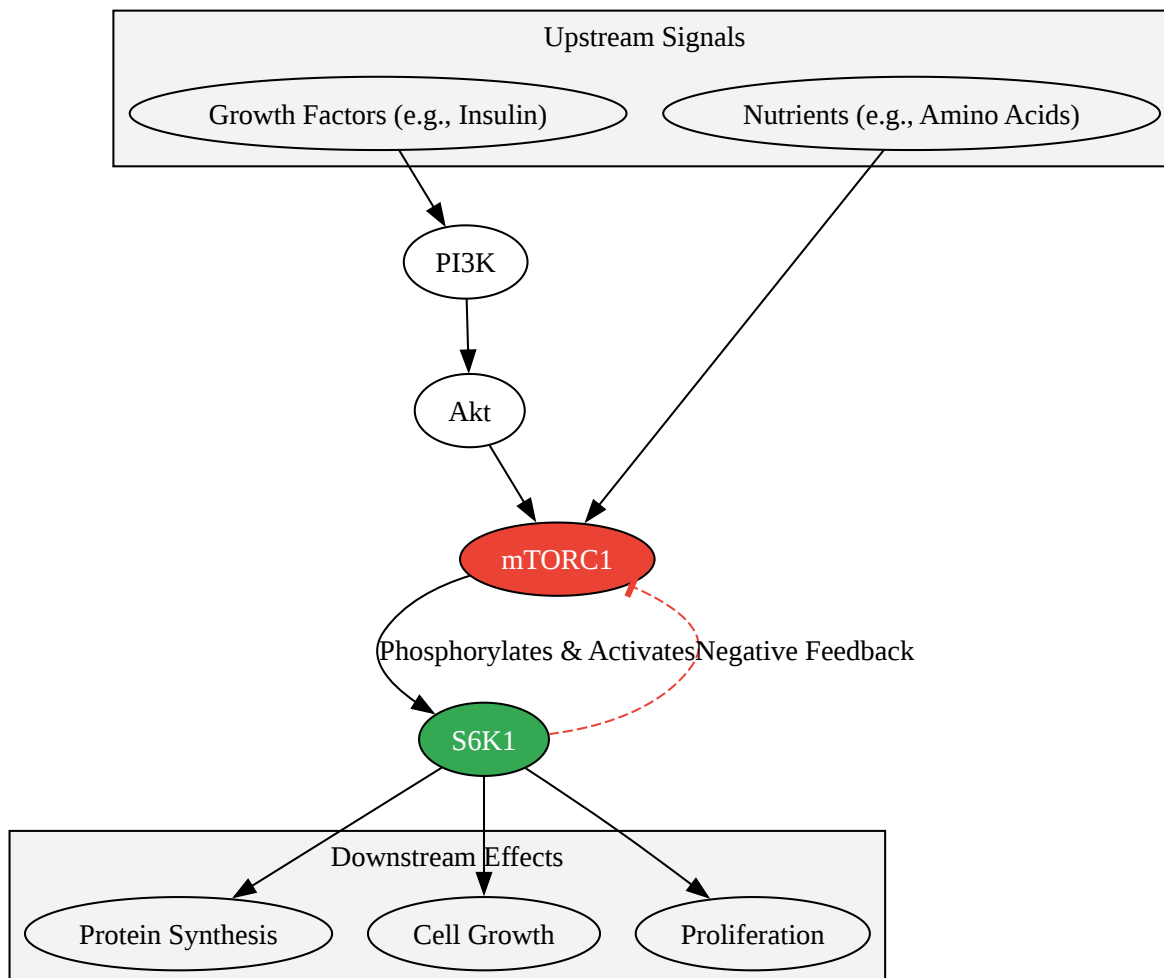 Upstream Signals
Growth Factors (e.g., Insulin)
Nutrients (e.g., Amino Acids)
PI3K
Akt
mTORC1
Phosphorylates & Activates
Negative Feedback
S6K1
Downstream Effects
Protein Synthesis
Cell Growth
Proliferation